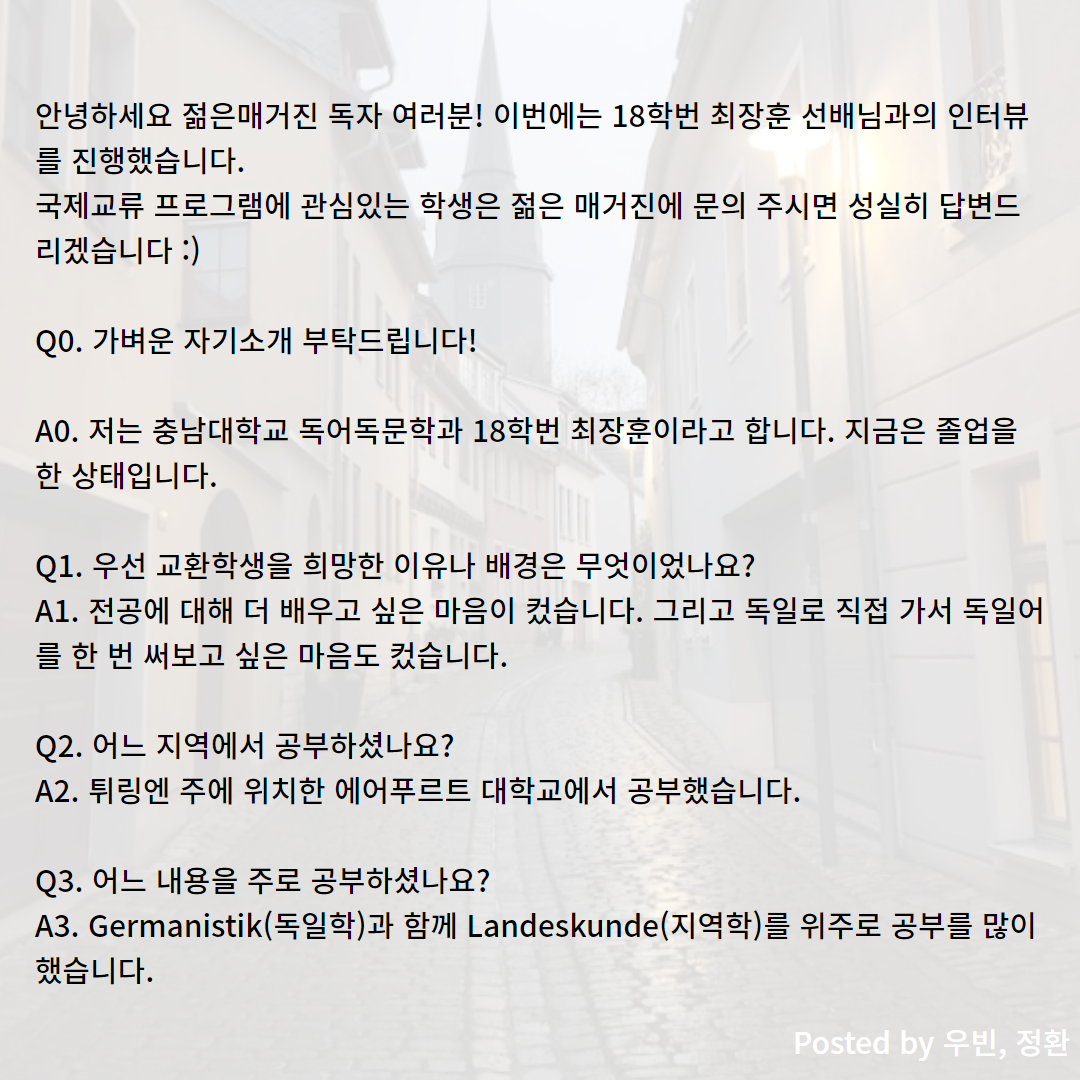 안녕하세요 젊은매거진 독자 여러분! 이번에는 18학번 최장훈 선배님과의 인터뷰
를 진행했습니다.
국제교류 프로그램에 관심있는 학생은 젊은 매거진에 문의 주시면 성실히 답변드
리겠습니다 :)
Q0. 가벼운 자기소개 부탁드립니다!
A0. 저는 충남대학교 독어독문학과 18학번 최장훈이라고 합니다. 지금은 졸업을
한 상태입니다.
Q1. 우선 교환학생을 희망한 이유나 배경은 무엇이었나요?
A1. 전공에 대해 더 배우고 싶은 마음이 컸습니다. 그리고 독일로 직접 가서 독일어
를 한 번 써보고 싶은 마음도 컸습니다.
Q2. 어느 지역에서 공부하셨나요?
A2. 튀링엔 주에 위치한 에어푸르트 대학교에서 공부했습니다.
Q3. 어느 내용을 주로 공부하셨나요?
A3. Germanistik(독일학)과 함께 Landeskunde(지역학)를 위주로 공부를 많이
했습니다.
Posted by 우빈, 정환